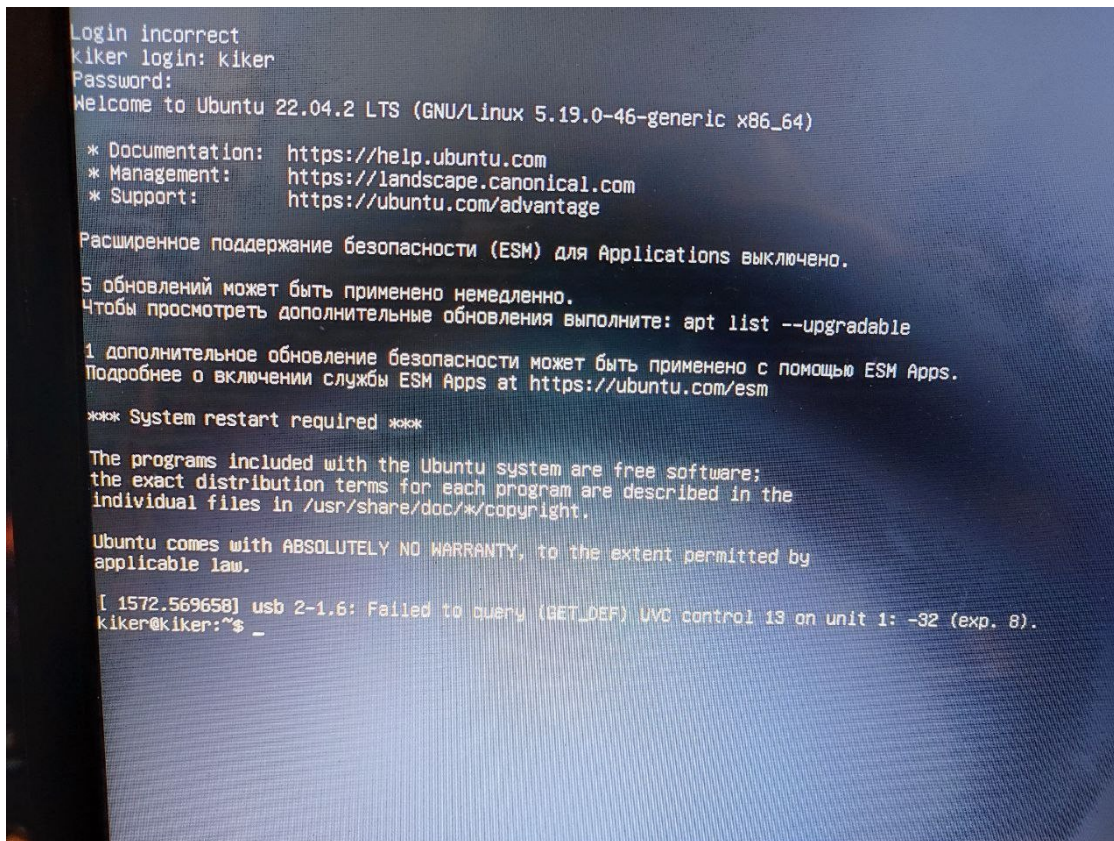 Login incorrect
kiker login: kiker
Password:
Welcome to Ubuntu 22.04.2 LTS (GNU/Linux 5.19.0-46-generic x86_64)
* Documentation: https://help.ubuntu.com
* Management: https://landscape.canonical.com
* Support: https://ubuntu.com/advantage
Расширенное поддержание безопасности (ESM) для Applications выключено.
5 обновлений может быть применено немедленно.
Чтобы просмотреть дополнительные обновления выполните: apt list --upgradable
1 дополнительное обновление безопасности может быть применено с помощью ESM Apps.
Подробнее о включении службы ESM Apps at https://ubuntu.com/esm
*** System restart required ***
The programs included with the Ubuntu system are free software;
the exact distribution terms for each program are described in the
individual files in /usr/share/doc/*/copyright.
Ubuntu comes with ABSOLUTELY NO WARRANTY, to the extent permitted by
applicable law.
[ 1572.569658] usb 2-1.6: Failed to query (GET_DEF) UVC control 13 on unit 1: -32 (exp. 8).
kiker@kiker:~$ _